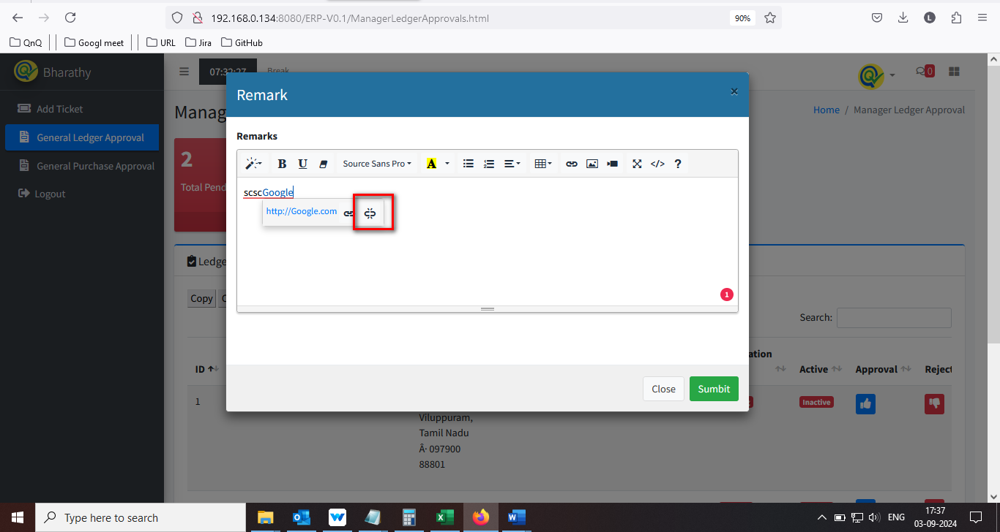 192.168.0.134:8080/ERP-V0.1/ManagerLedgerApprovals.html
90%
L
QnQ
Googl meet
URL
Jira
GitHub
Bharathy
07:32:27
Break
0
Add Ticket
General Ledger Approval
General Purchase Approval
Logout
Manag
Home / Manager Ledger Approval
2
Total Pend
Remark
×
Remarks
B U Source Sans Pro A </> ?
scscGoogle
http://Google.com
1
Close
Sumbit
Ledge
Copy
Search:
ID
ation
Active
Approval
Reject
1
Inactive
Viluppuram,
Tamil Nadu
Â· 097900
88801
Type here to search
ENG
17:37
03-09-2024